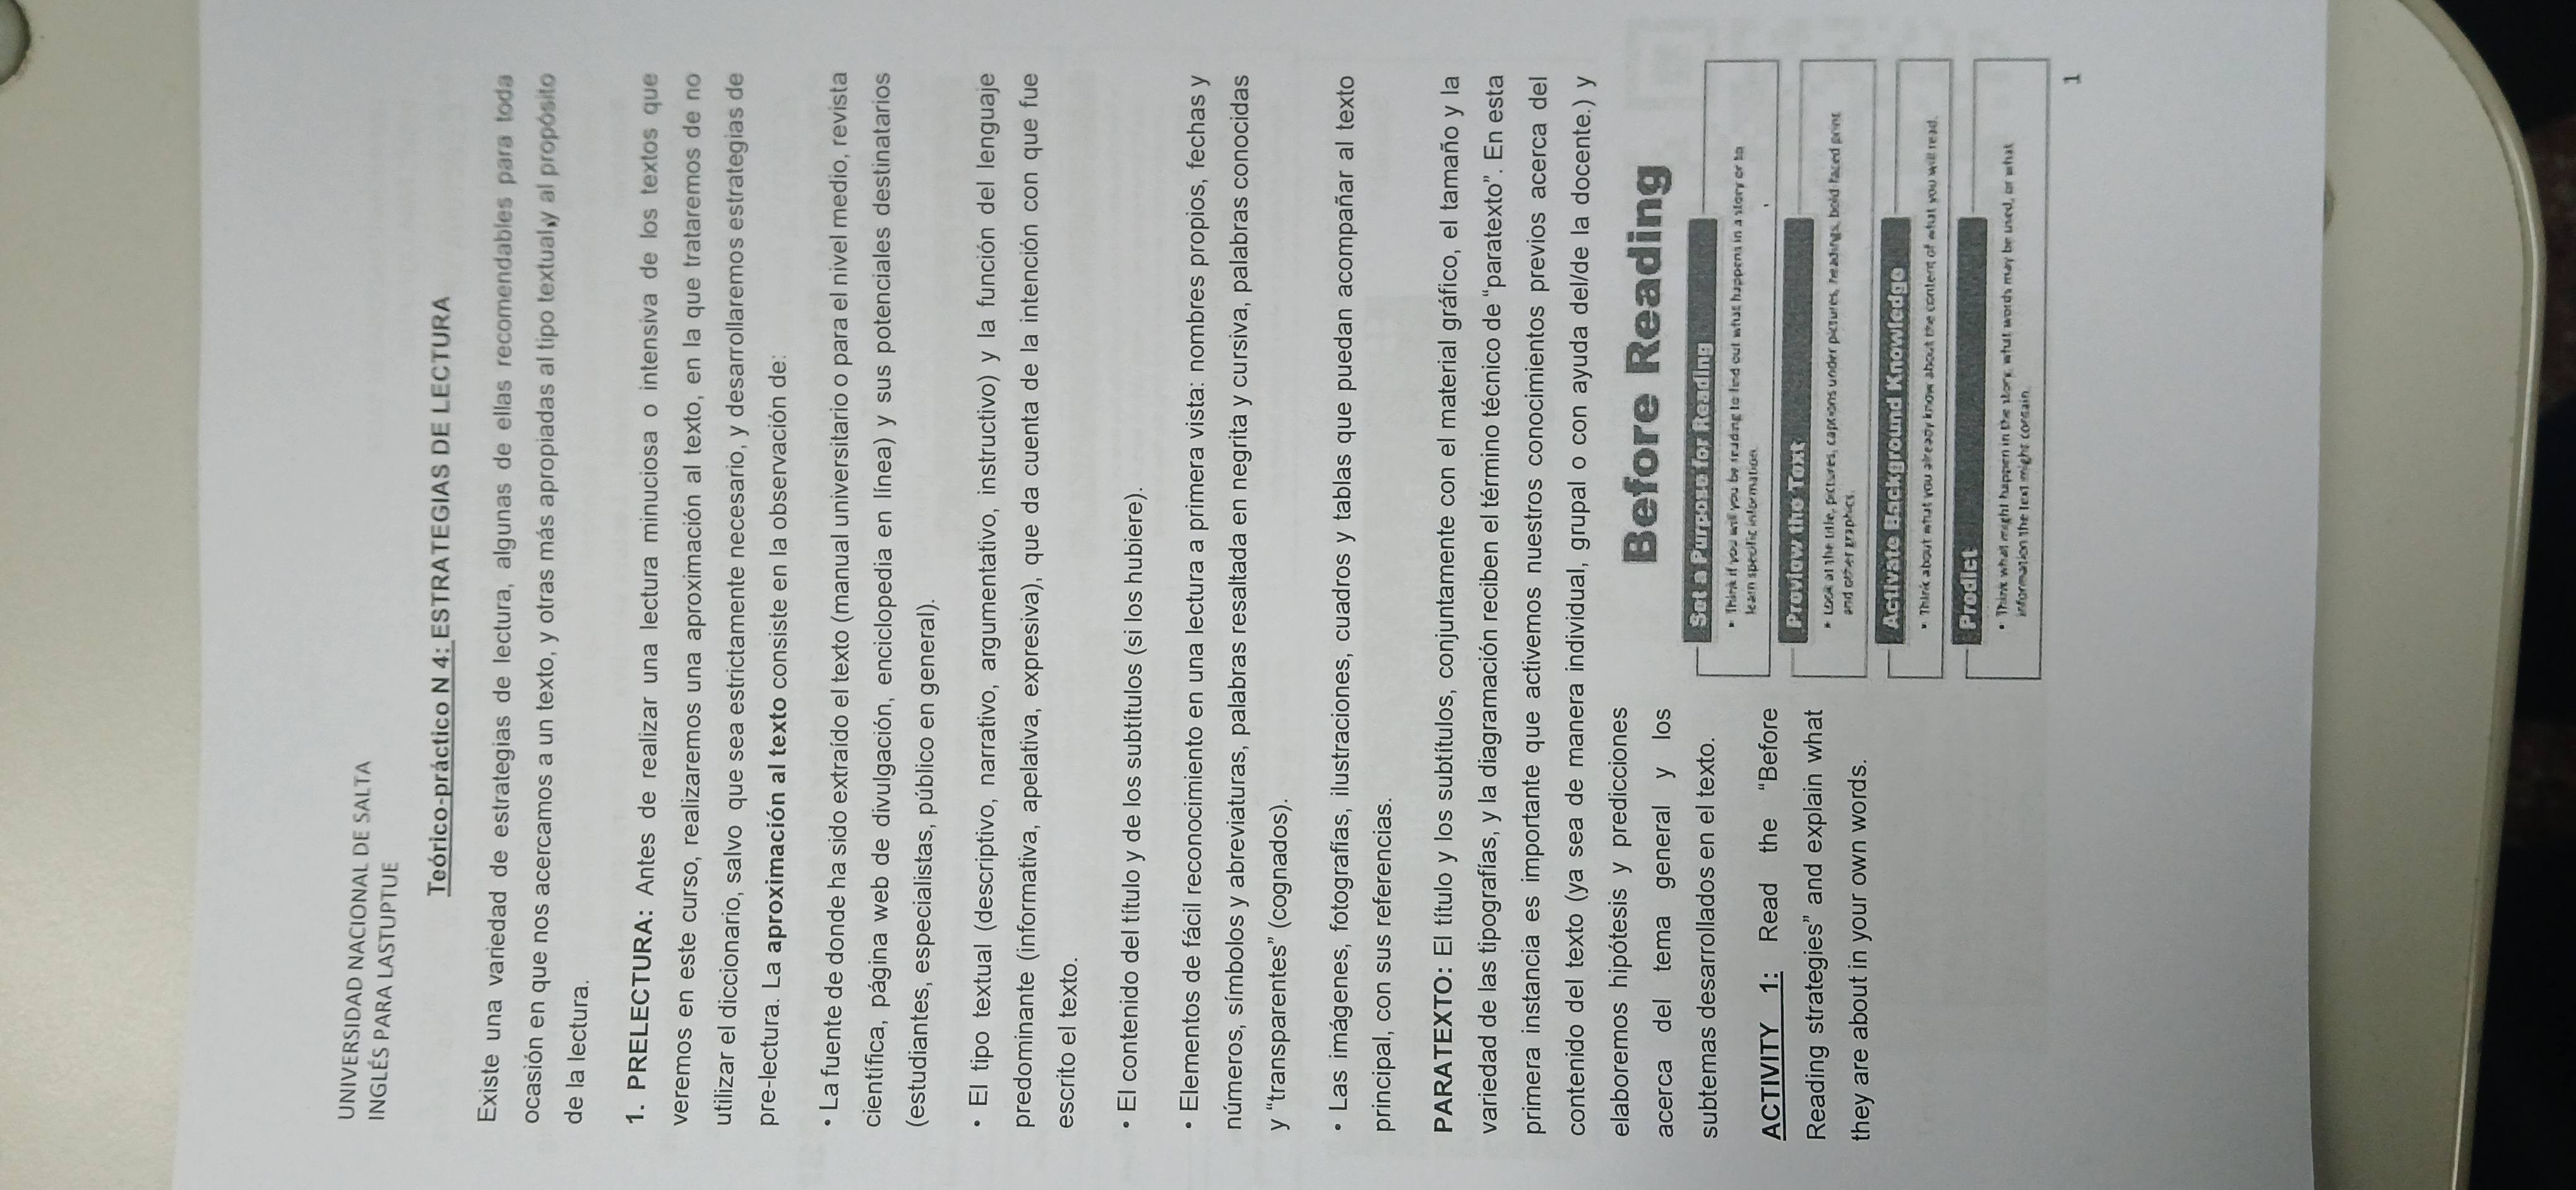 UNIVERSIDAD NACIONAL DE SALTA
INGLÉS PARA LASTUPTUE
Teórico-práctico N 4: ESTRATEGIAS DE LECTURA
Existe una variedad de estrategias de lectura, algunas de ellas recomendables para toda
ocasión en que nos acercamos a un texto, y otras más apropiadas al tipo textual,y al propósito
de la lectura.
1. PRELECTURA: Antes de realizar una lectura minuciosa o intensiva de los textos que
veremos en este curso, realizaremos una aproximación al texto, en la que trataremos de no
utilizar el diccionario, salvo que sea estrictamente necesario, y desarrollaremos estrategias de
pre-lectura. La aproximación al texto consiste en la observación de:
• La fuente de donde ha sido extraído el texto (manual universitario o para el nivel medio, revista
científica, página web de divulgación, enciclopedia en línea) y sus potenciales destinatarios
(estudiantes, especialistas, público en general).
• El tipo textual (descriptivo, narrativo, argumentativo, instructivo) y la función del lenguaje
predominante (informativa, apelativa, expresiva), que da cuenta de la intención con que fue
escrito el texto.
• El contenido del título y de los subtítulos (si los hubiere).
• Elementos de fácil reconocimiento en una lectura a primera vista: nombres propios, fechas y
números, símbolos y abreviaturas, palabras resaltada en negrita y cursiva, palabras conocidas
y “transparentes” (cognados).
• Las imágenes, fotografías, ilustraciones, cuadros y tablas que puedan acompañar al texto
principal, con sus referencias.
PARATEXTO: El título y los subtítulos, conjuntamente con el material gráfico, el tamaño y la
variedad de las tipografías, y la diagramación reciben el término técnico de “paratexto”. En esta
primera instancia es importante que activemos nuestros conocimientos previos acerca del
contenido del texto (ya sea de manera individual, grupal o con ayuda del/de la docente.) y
elaboremos hipótesis y predicciones
acerca del tema general y los
subtemas desarrollados en el texto.
ACTIVITY 1: Read the “Before
Reading strategies” and explain what
they are about in your own words.
Before Reading
Set a Purpose for Reading
• Think if you will you be reading to find out what happens in a story or to
learn specific information.
Preview the Text
• Look at the title, pictures, captions under pictures, headings, bold-faced print
and other graphics.
Activate Background Knowledge
• Think about what you already know about the content of what you will read.
Predict
• Think what might happen in the story, what words may be used, or what
information the text might contain.
1